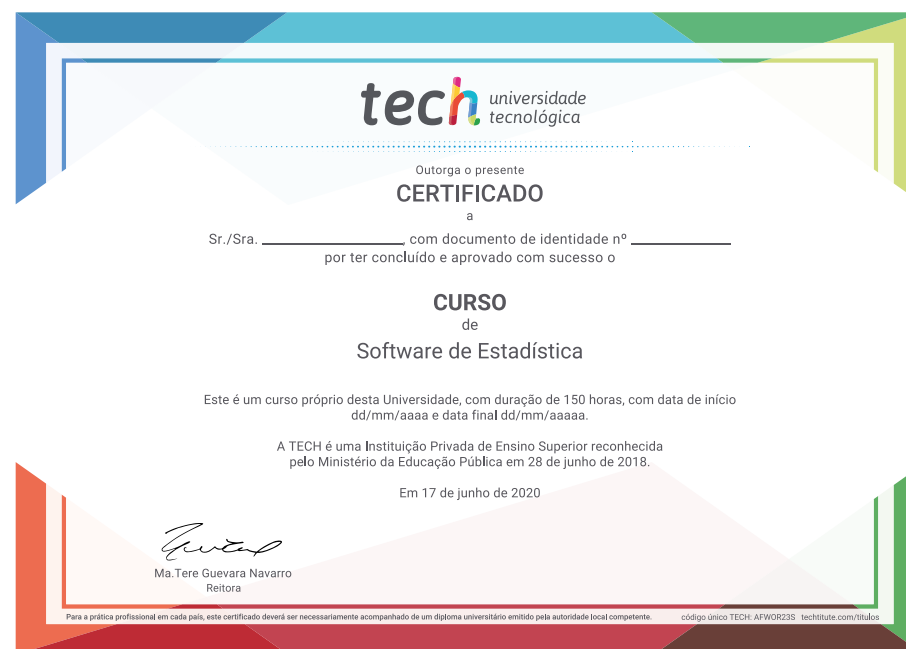 tech universidade
tecnológica
Outorga o presente
CERTIFICADO
a
Sr./Sra. ____________, com documento de identidade nº ____________
por ter concluído e aprovado com sucesso o
CURSO
de
Software de Estadística
Este é um curso próprio desta Universidade, com duração de 150 horas, com data de início
dd/mm/aaaa e data final dd/mm/aaaaa.
A TECH é uma Instituição Privada de Ensino Superior reconhecida
pelo Ministério da Educação Pública em 28 de junho de 2018.
Em 17 de junho de 2020
Ma.Tere Guevara Navarro
Reitora
Para a prática profissional em cada país, este certificado deverá ser necessariamente acompanhado de um diploma universitário emitido pela autoridade local competente. código único TECH: AFWOR23S techtitute.com/titulos